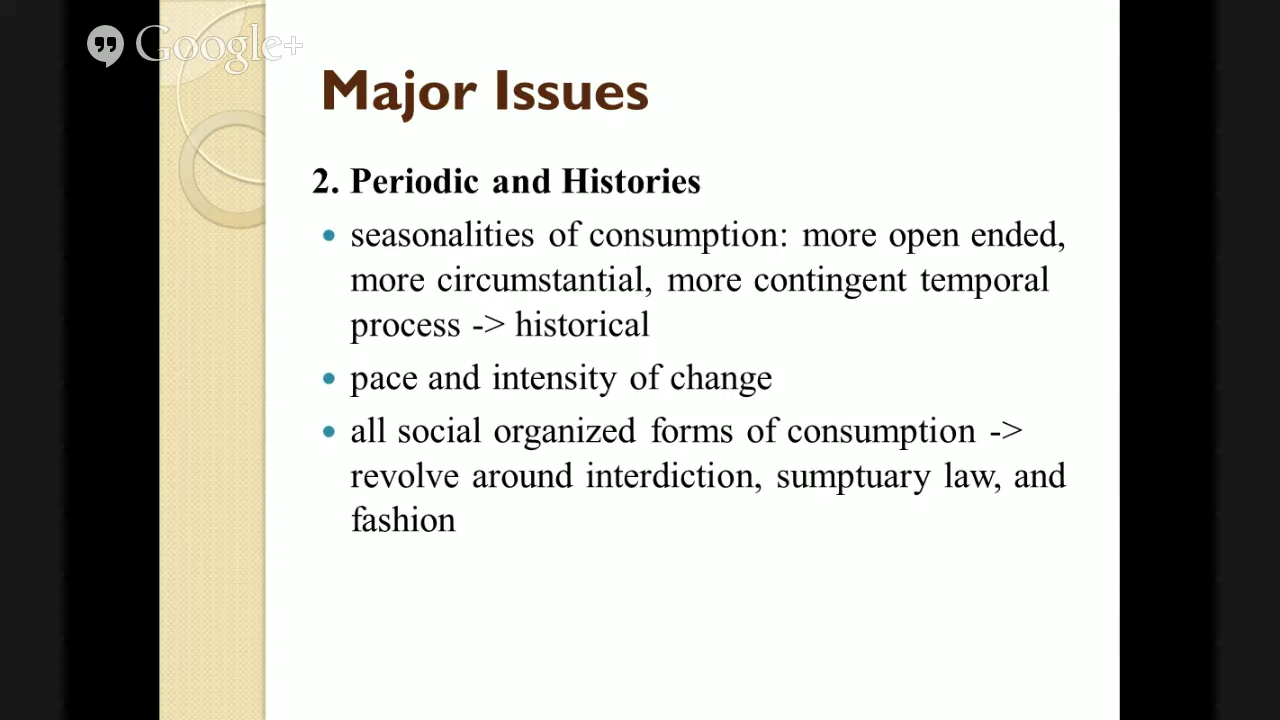 Google+
Major Issues
2. Periodic and Histories
• seasonalities of consumption: more open ended,
more circumstantial, more contingent temporal
process -> historical
• pace and intensity of change
• all social organized forms of consumption ->
revolve around interdiction, sumptuary law, and
fashion